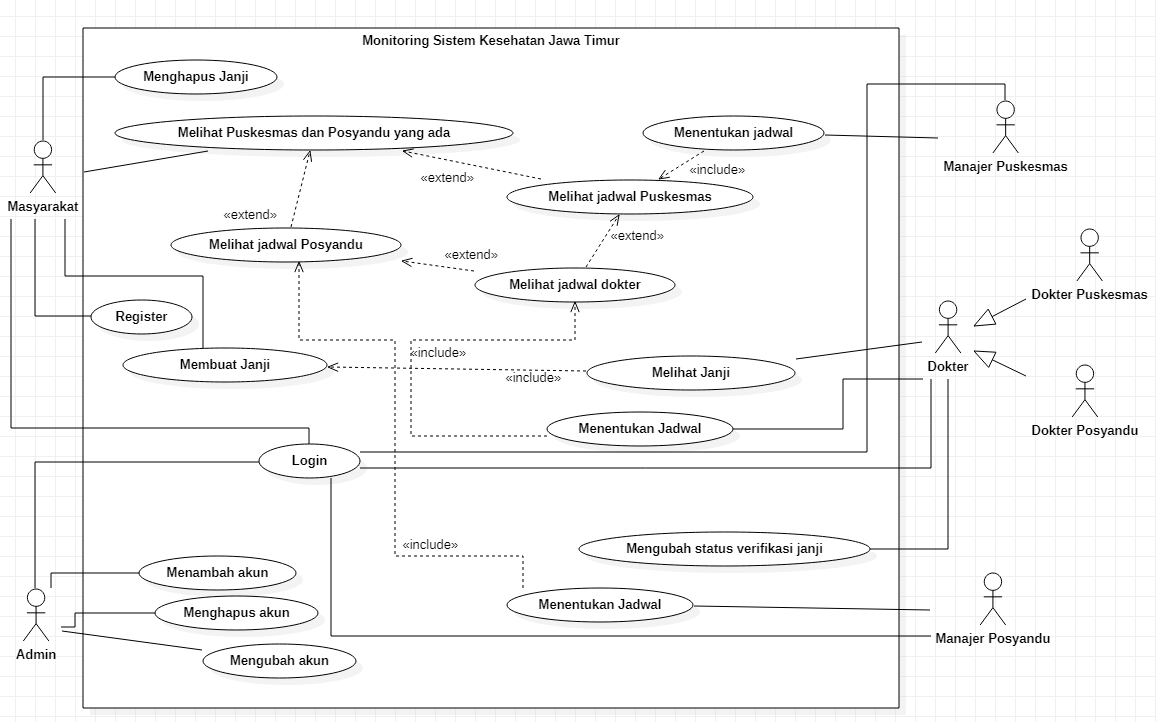 Monitoring Sistem Kesehatan Jawa Timur
Menghapus Janji
Melihat Puskesmas dan Posyandu yang ada
Menentukan jadwal
Manajer Puskesmas
«include»
«extend»
Melihat jadwal Puskesmas
Masyarakat
«extend»
«extend»
Melihat jadwal Posyandu
«extend»
Melihat jadwal dokter
Dokter Puskesmas
Register
«include»
Membuat Janji
«include»
Melihat Janji
Dokter
Menentukan Jadwal
Dokter Posyandu
Login
«include»
Mengubah status verifikasi janji
Menambah akun
Menghapus akun
Menentukan Jadwal
Manajer Posyandu
Admin
Mengubah akun